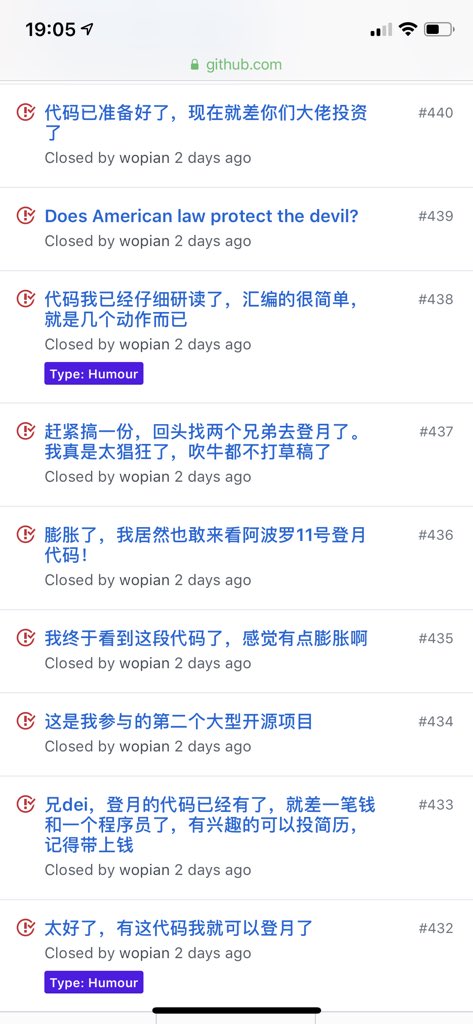 19:05
github.com
代码已准备好了，现在就差你们大佬投资
了
#440
Closed by wopian 2 days ago
Does American law protect the devil?
#439
Closed by wopian 2 days ago
代码我已经仔细研读了，汇编的很简单，
就是几个动作而已
#438
Closed by wopian 2 days ago
Type: Humour
赶紧搞一份，回头找两个兄弟去登月了。
我真是太猖狂了，吹牛都不打草稿了
#437
Closed by wopian 2 days ago
膨胀了，我居然也敢来看阿波罗11号登月
代码！
#436
Closed by wopian 2 days ago
我终于看到这段代码了，感觉有点膨胀啊
#435
Closed by wopian 2 days ago
这是我参与的第二个大型开源项目
#434
Closed by wopian 2 days ago
兄dei，登月的代码已经有了，就差一笔钱
和一个程序员了，有兴趣的可以投简历，
记得带上钱
#433
Closed by wopian 2 days ago
太好了，有这代码我就可以登月了
#432
Closed by wopian 2 days ago
Type: Humour